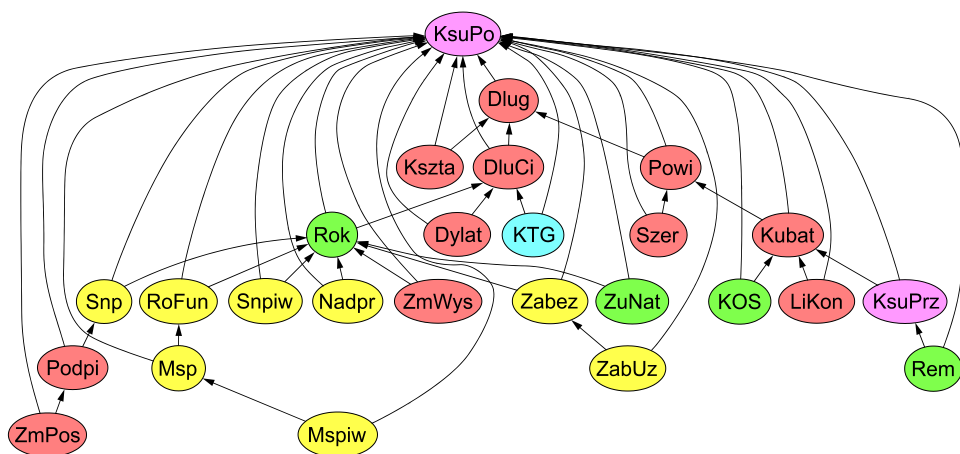 KsuPo
Dlug
Kszta
DluCi
Powi
Rok
Dylat
KTG
Szer
Kubat
Snp
RoFun
Snpiw
Nadpr
ZmWys
Zabez
ZuNat
KOS
LiKon
KsuPrz
Podpi
Msp
ZabUz
Rem
ZmPos
Mspiw